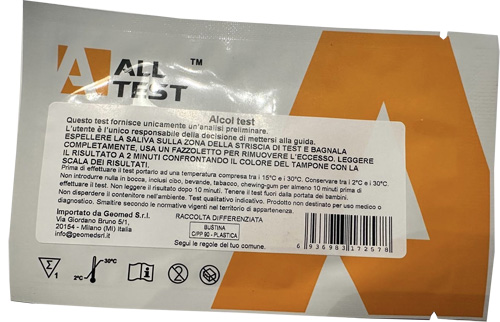 ALL TEST ™
Alcol test
Questo test fornisce unicamente un'analisi preliminare.
L'utente è l'unico responsabile della decisione di mettersi alla guida.
ESPELLERE LA SALIVA SULLA ZONA DELLA STRISCIA DI TEST E BAGNALA
COMPLETAMENTE, USA UN FAZZOLETTO PER RIMUOVERE L'ECCESSO. LEGGERE
IL RISULTATO A 2 MINUTI CONFRONTANDO IL COLORE DEL TAMPONE CON LA
SCALA DEI RISULTATI.
Prima di effettuare il test portarlo ad una temperatura compresa tra i 15°C e i 30°C. Conservare tra i 2°C e i 30°C.
Non introdurre nulla in bocca, inclusi cibo, bevande, tabacco, chewing-gum per almeno 10 minuti prima di
effettuare il test. Non leggere il risultato dopo 10 minuti. Tenere il test fuori dalla portata dei bambini.
Non disperdere il contenitore nell'ambiente. Test qualitativo indicativo. Prodotto non destinato per uso medico o
diagnostico. Smaltire secondo le normative vigenti nel territorio di appartenenza.
Importato da Geomed S.r.l.
Via Giordano Bruno 5/1,
20154 - Milano (MI) Italia
info@geomedsrl.it
RACCOLTA DIFFERENZIATA
BUSTINA
C/PP 90 - PLASTICA
Segui le regole del tuo comune.
6 936983 172578
1
2°C
30°C
2